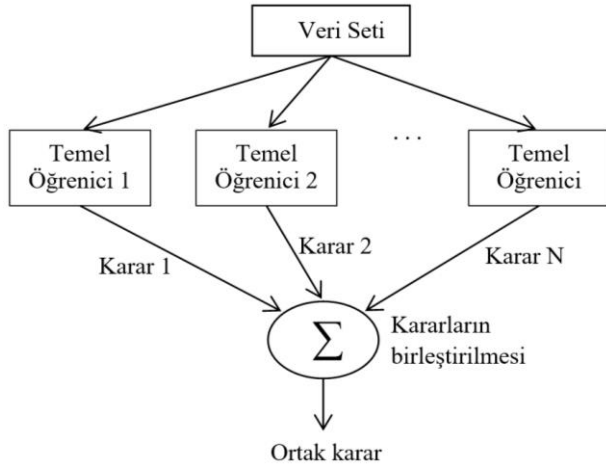 Veri Seti
Temel
Öğrenici 1
Temel
Öğrenici 2
. . .
Temel
Öğrenici
Karar 1
Karar 2
Karar N
Σ
Kararların
birleştirilmesi
Ortak karar